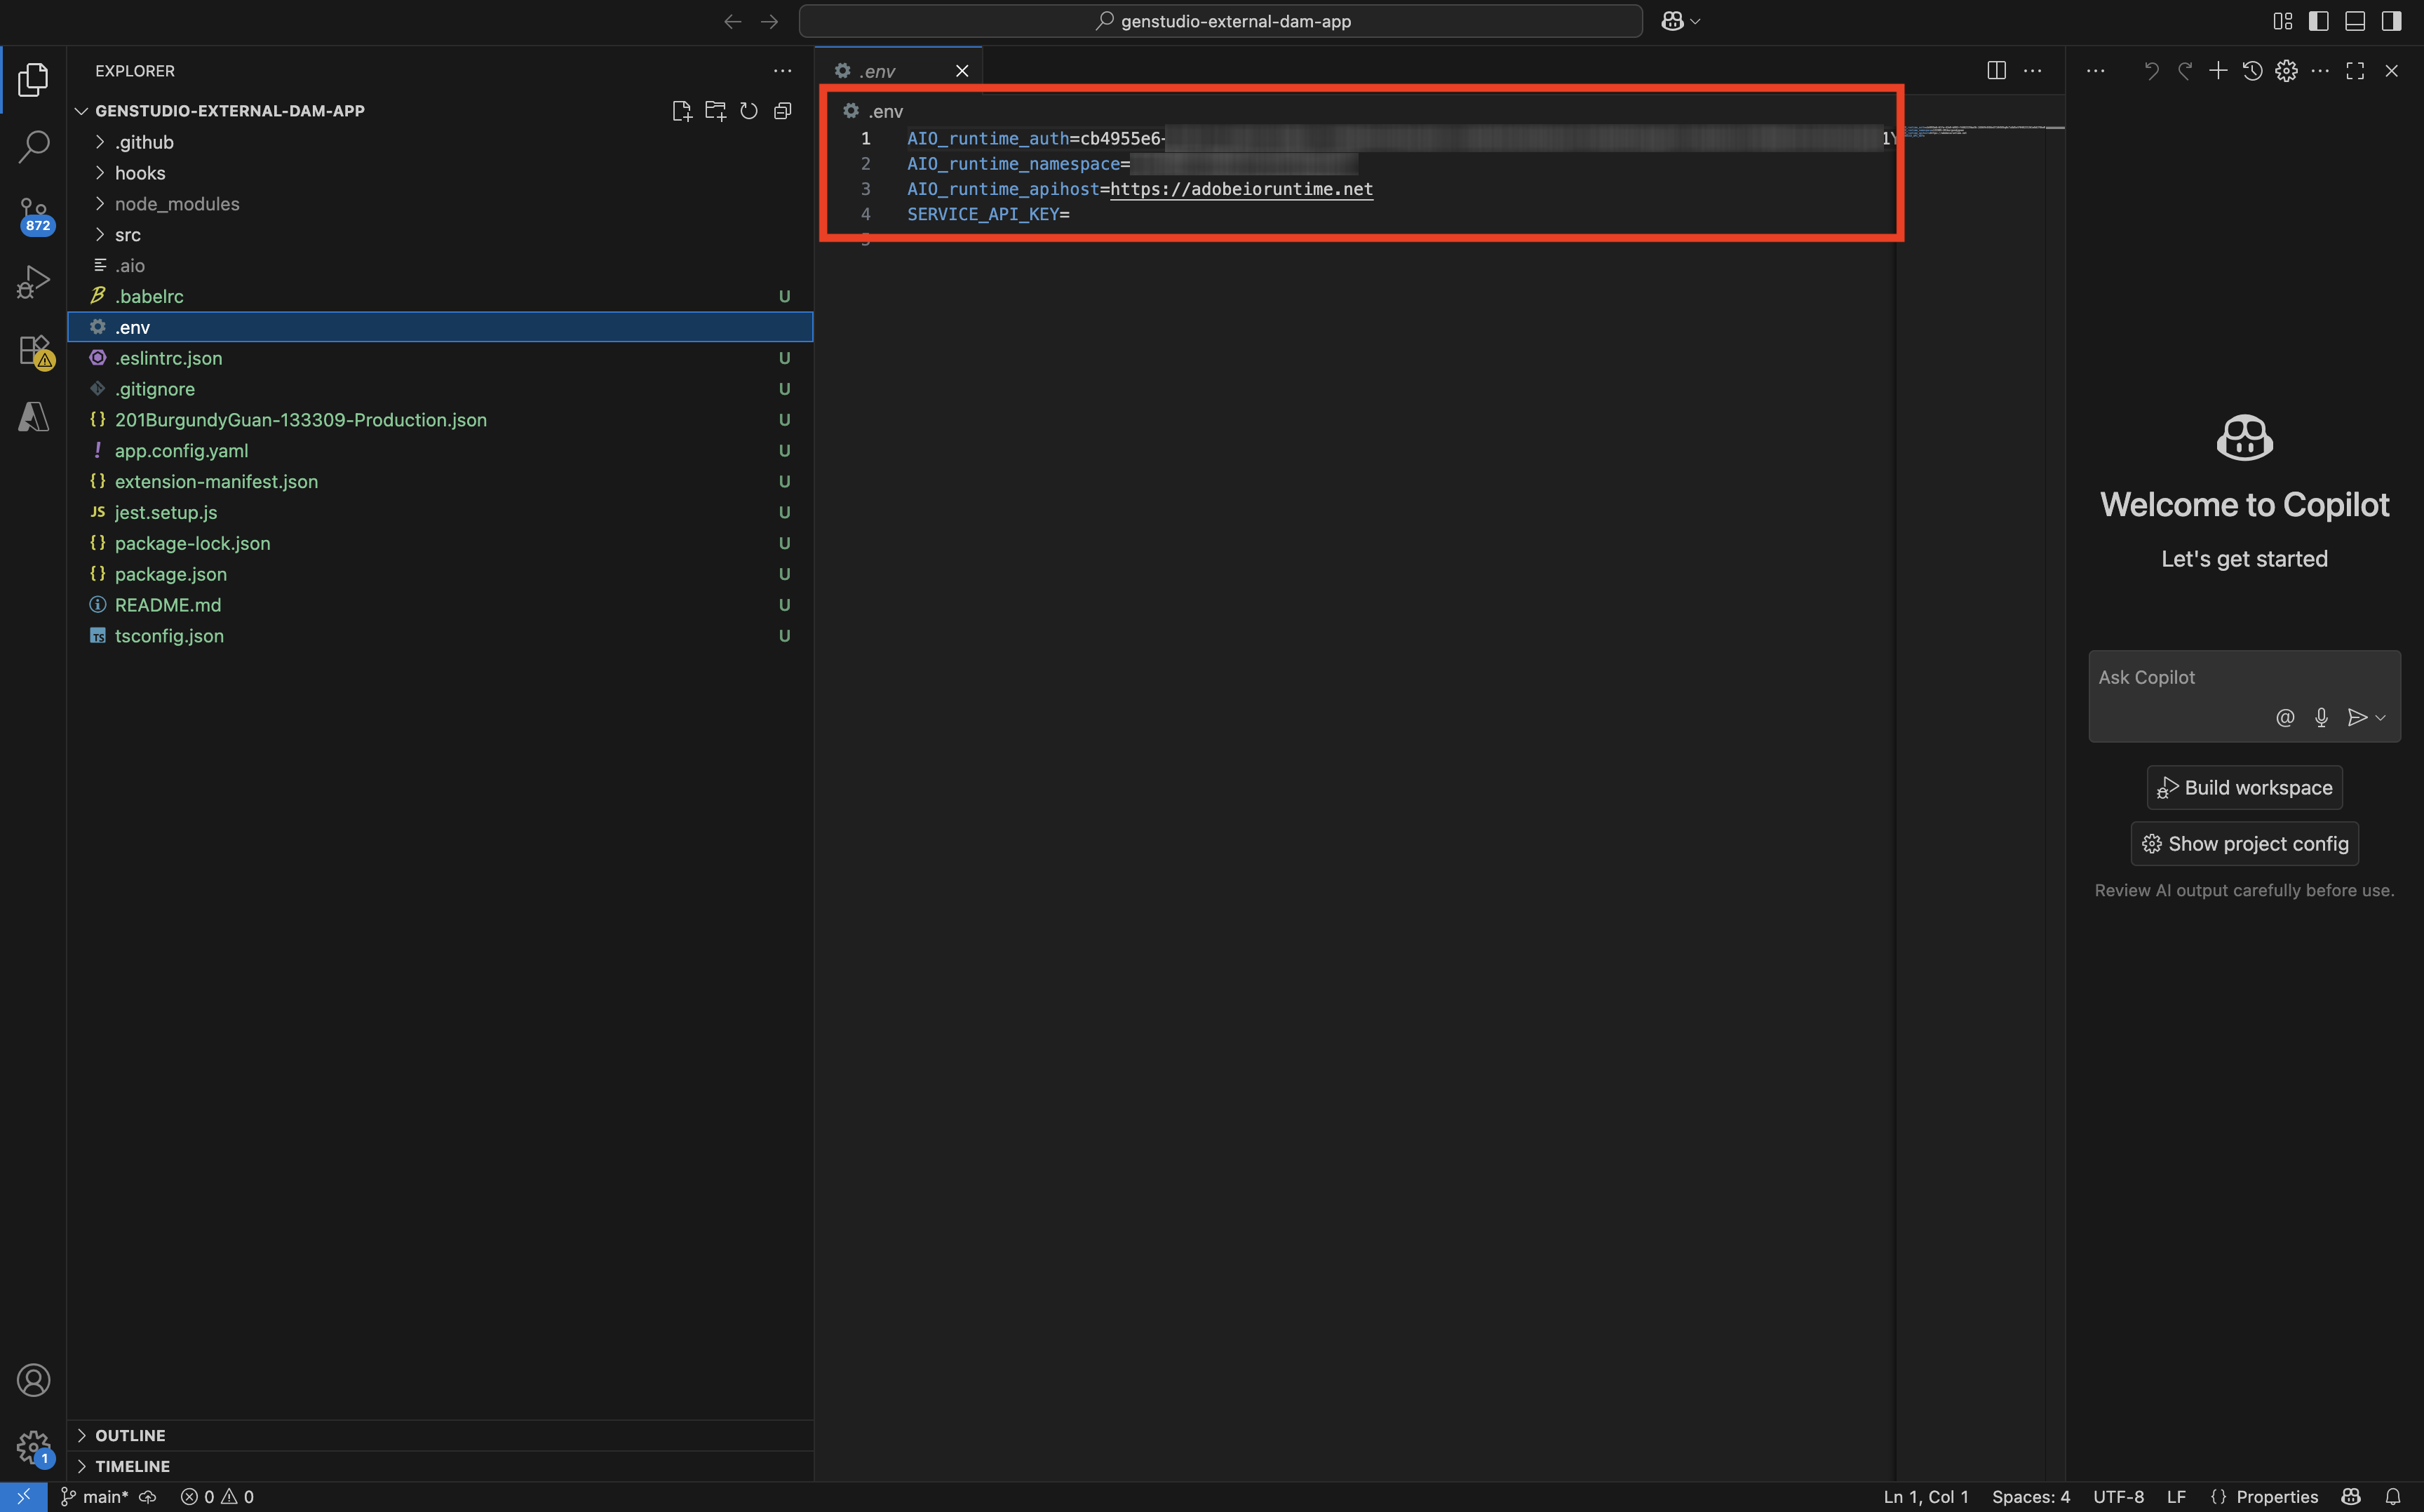 genstudio-external-dam-app
EXPLORER
GENSTUDIO-EXTERNAL-DAM-APP
.github
hooks
node_modules
src
.aio
.babelrc U
.env
.eslintrc.json U
.gitignore U
201BurgundyGuan-133309-Production.json U
app.config.yaml U
extension-manifest.json U
jest.setup.js U
package-lock.json U
package.json U
README.md U
tsconfig.json U
OUTLINE
TIMELINE
872
1
.env
.env
1 AIO_runtime_auth=cb4955e6-
2 AIO_runtime_namespace=
3 AIO_runtime_apihost=https://adobeioruntime.net
4 SERVICE_API_KEY=
5
Welcome to Copilot
Let's get started
Ask Copilot
Build workspace
Show project config
Review AI output carefully before use.
main* 0 0
Ln 1, Col 1 Spaces: 4 UTF-8 LF {} Properties